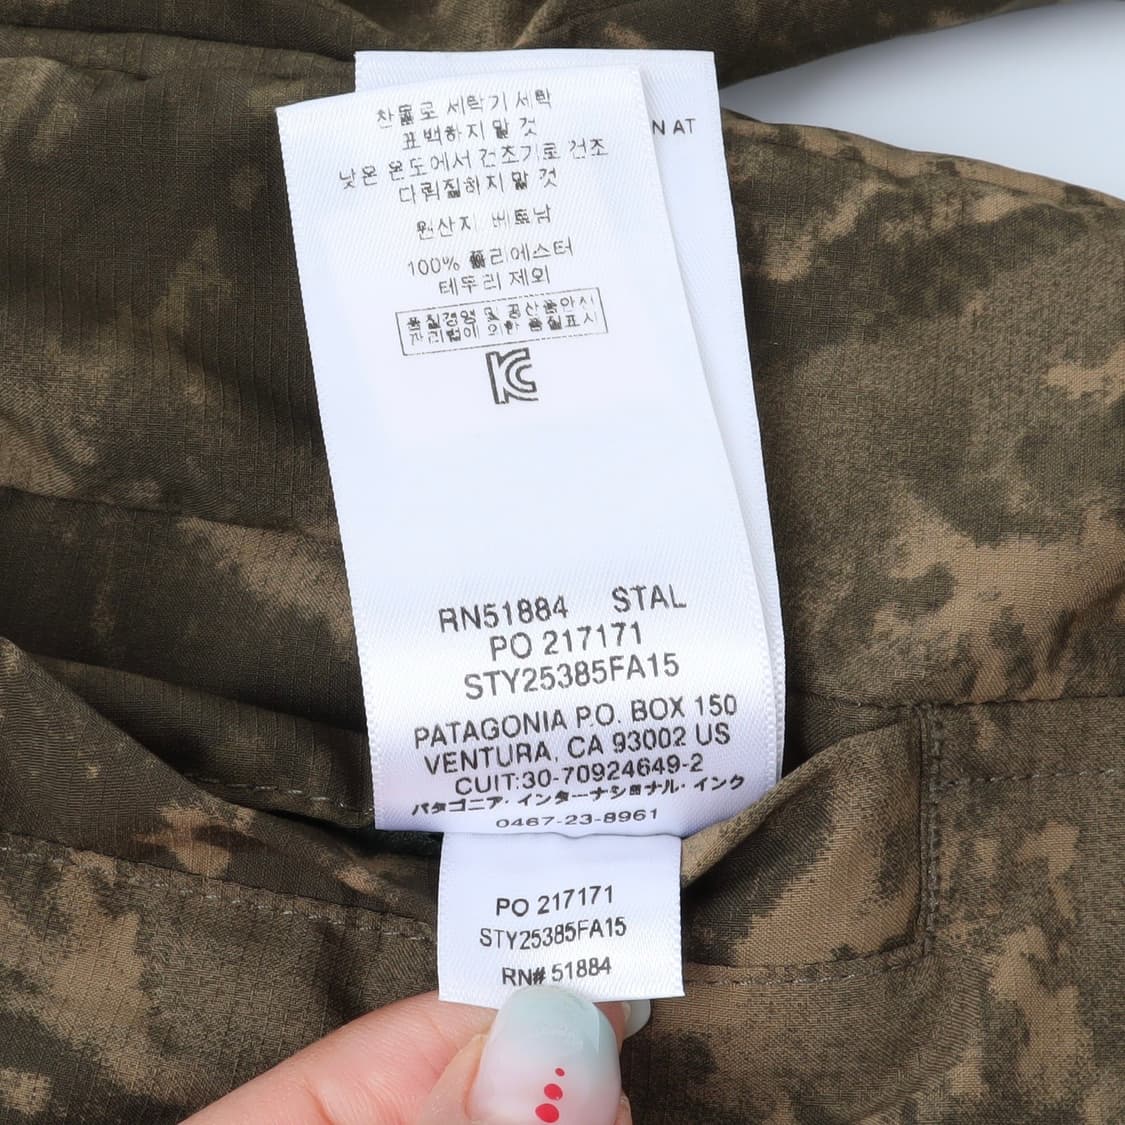 찬물로 세탁기 세탁
표백하지 말 것
낮은 온도에서 건조기로 건조
다림질하지 말 것
원산지 베트남
100% 폴리에스터
테두리 제외
품질경영 및 공산품안전
관리법에 의한 품질표시
KC
N AT
RN51884 STAL
PO 217171
STY25385FA15
PATAGONIA P.O. BOX 150
VENTURA, CA 93002 US
CUIT:30-70924649-2
パタゴニア・インターナショナル・インク
0467-23-8961
PO 217171
STY25385FA15
RN# 51884